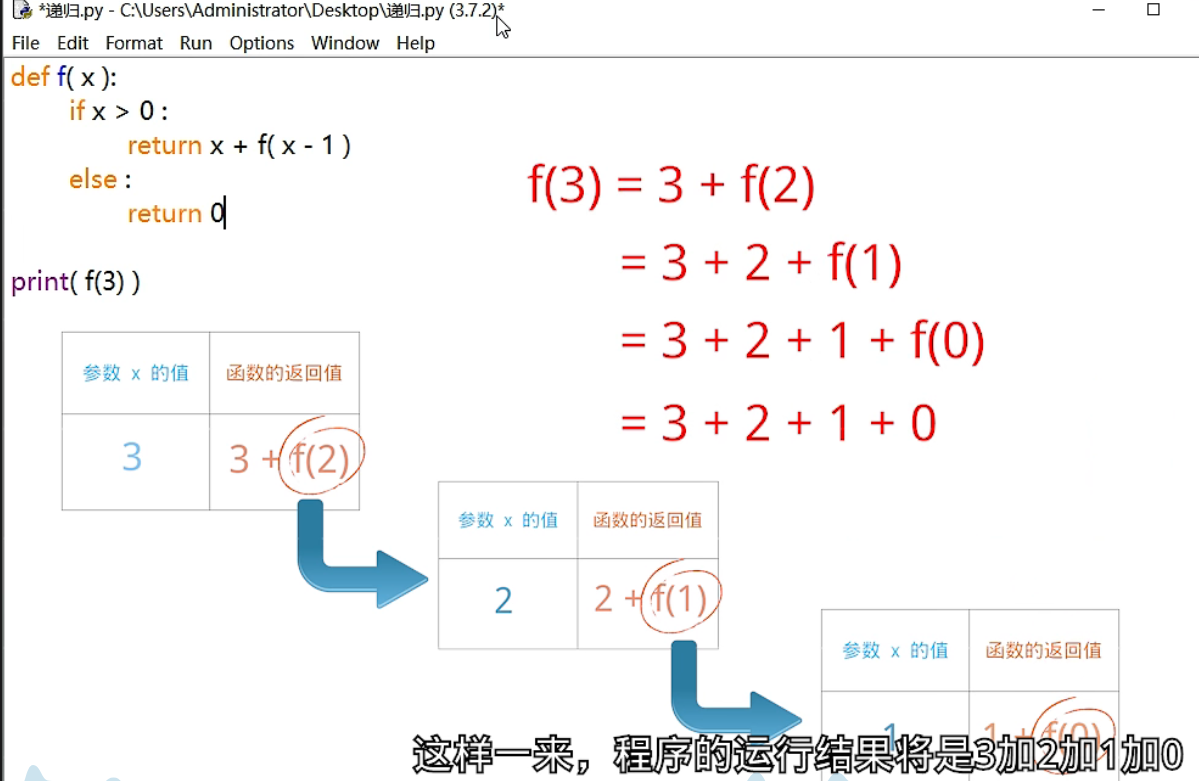 *递归.py - C:\Users\Administrator\Desktop\递归.py (3.7.2)*
File Edit Format Run Options Window Help
def f( x ):
if x > 0 :
return x + f( x - 1 )
else :
return 0
print( f(3) )
f(3) = 3 + f(2)
= 3 + 2 + f(1)
= 3 + 2 + 1 + f(0)
= 3 + 2 + 1 + 0
参数 x 的值 函数的返回值
3 3 + f(2)
参数 x 的值 函数的返回值
2 2 + f(1)
参数 x 的值 函数的返回值
1 1 + f(0)
这样一来，程序的运行结果将是3加2加1加0